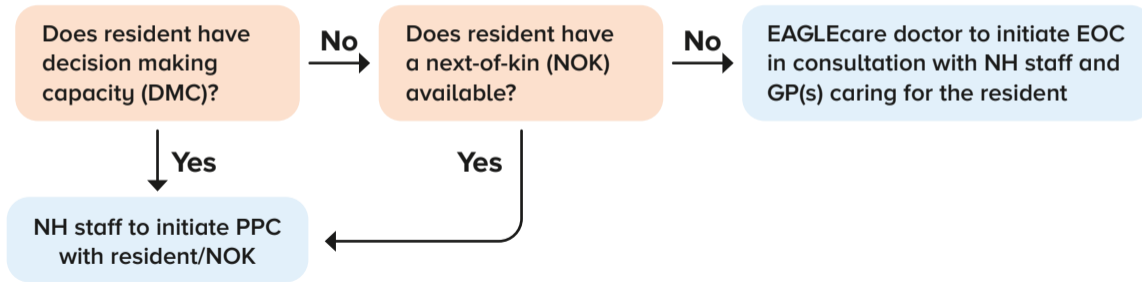 Does resident have
decision making
capacity (DMC)?
No
Does resident have
a next-of-kin (NOK)
available?
No
EAGLEcare doctor to initiate EOC
in consultation with NH staff and
GP(s) caring for the resident
Yes
Yes
NH staff to initiate PPC
with resident/NOK